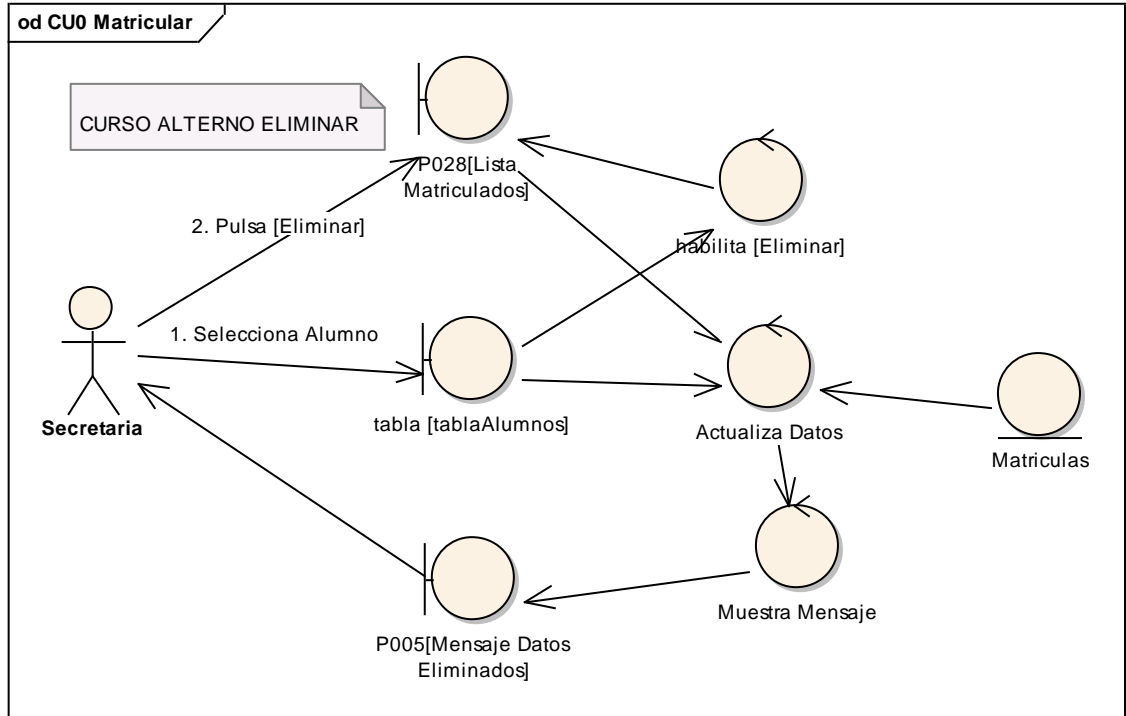 od CU0 Matricular
CURSO ALTERNO ELIMINAR
P028[Lista
Matriculados]
habilita [Eliminar]
2. Pulsa [Eliminar]
1. Selecciona Alumno
Secretaria
tabla [tablaAlumnos]
Actualiza Datos
Matriculas
Muestra Mensaje
P005[Mensaje Datos
Eliminados]